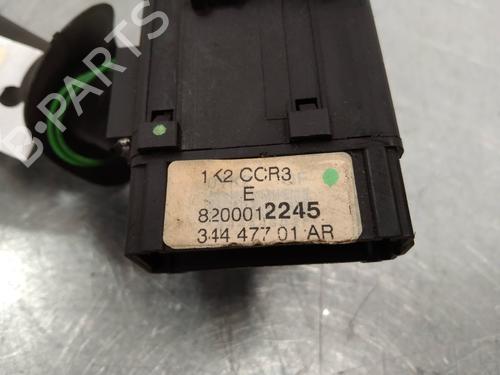 B-PARTS
1K2 CCR3
E
8200012245
344 477 01 AR